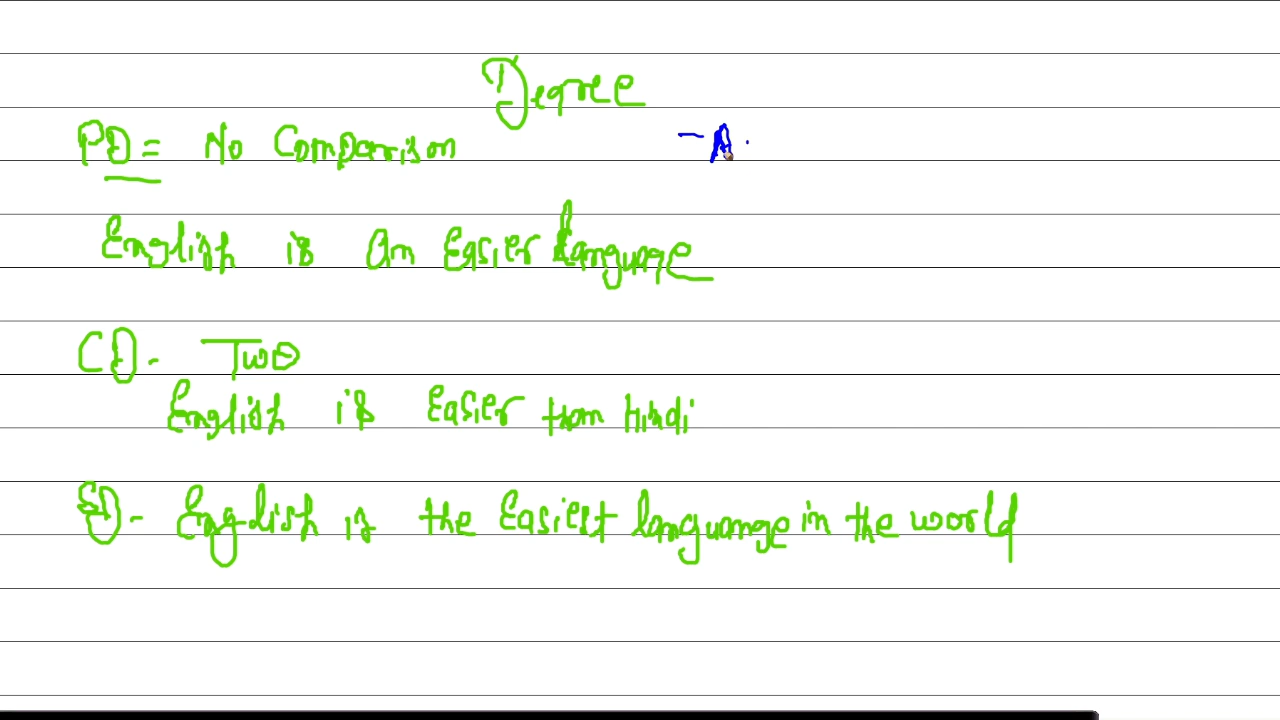 Degree
PD = No Comparison - A.
English is an Easier language
CD - Two
English is Easier than Hindi
SD - English is the Easiest language in the world